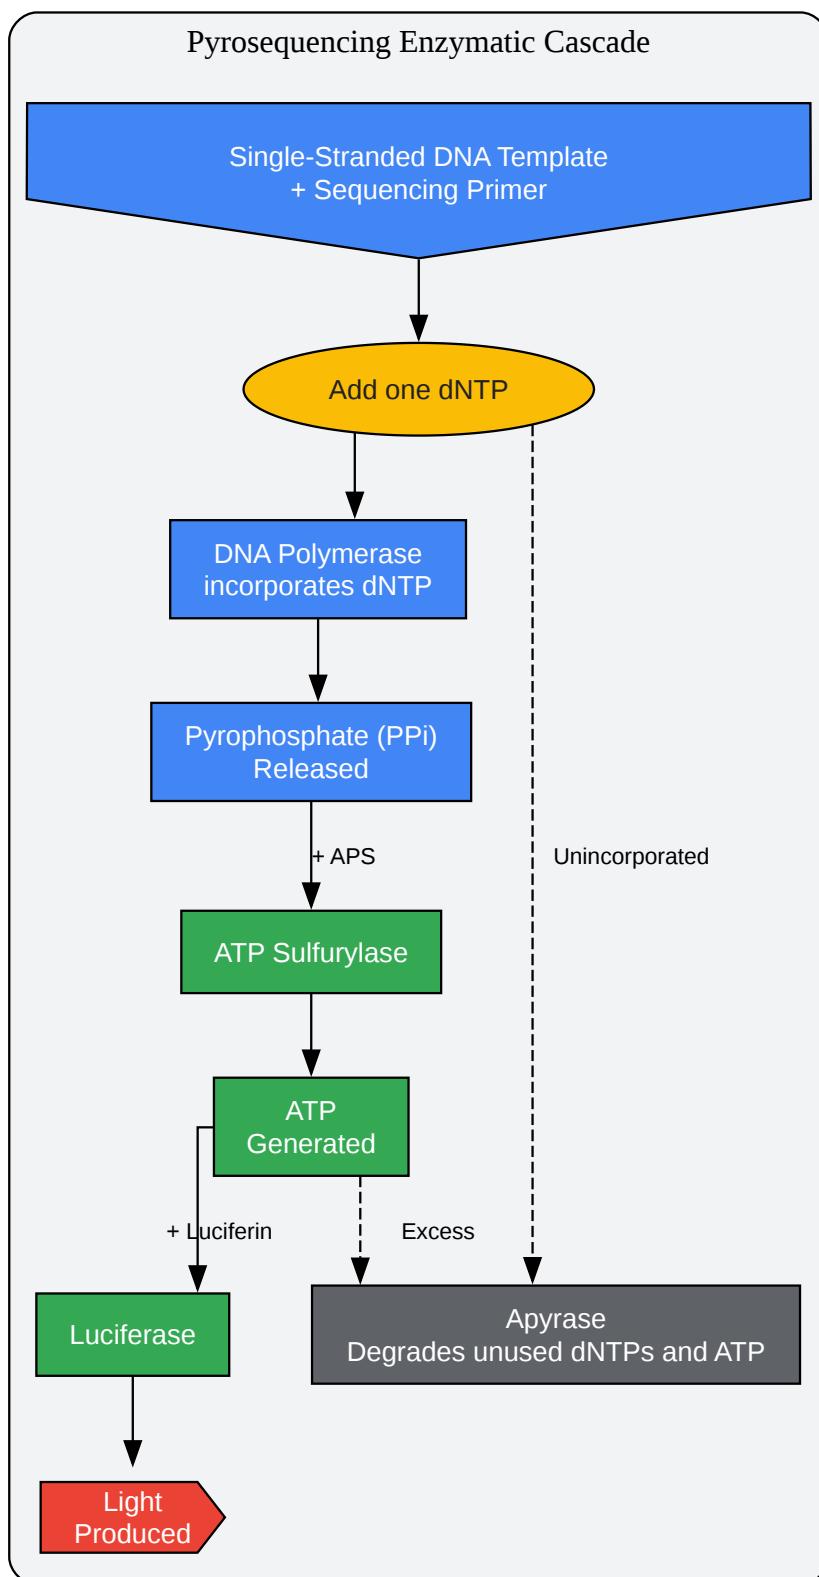 Pyrosequencing Enzymatic Cascade
Single-Stranded DNA Template
+ Sequencing Primer
Add one dNTP
DNA Polymerase
incorporates dNTP
Pyrophosphate (PPi)
Released
+ APS
Unincorporated
ATP Sulfurylase
ATP
Generated
+ Luciferin
Excess
Luciferase
Apyrase
Degrades unused dNTPs and ATP
Light
Produced